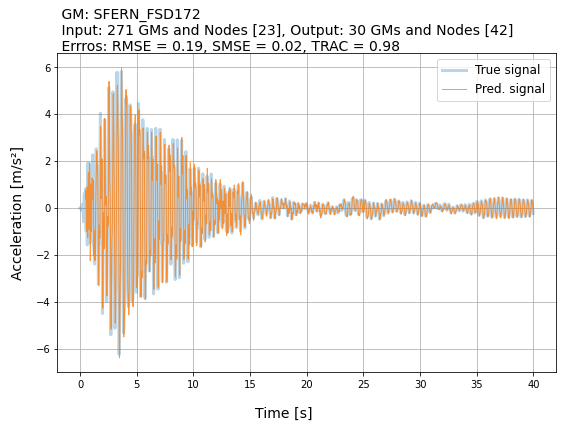 GM: SFERN_FSD172
Input: 271 GMs and Nodes [23], Output: 30 GMs and Nodes [42]
Errros: RMSE = 0.19, SMSE = 0.02, TRAC = 0.98
True signal
Pred. signal
6
4
2
0
−2
−4
−6
Acceleration [m/s²]
0 5 10 15 20 25 30 35 40
Time [s]